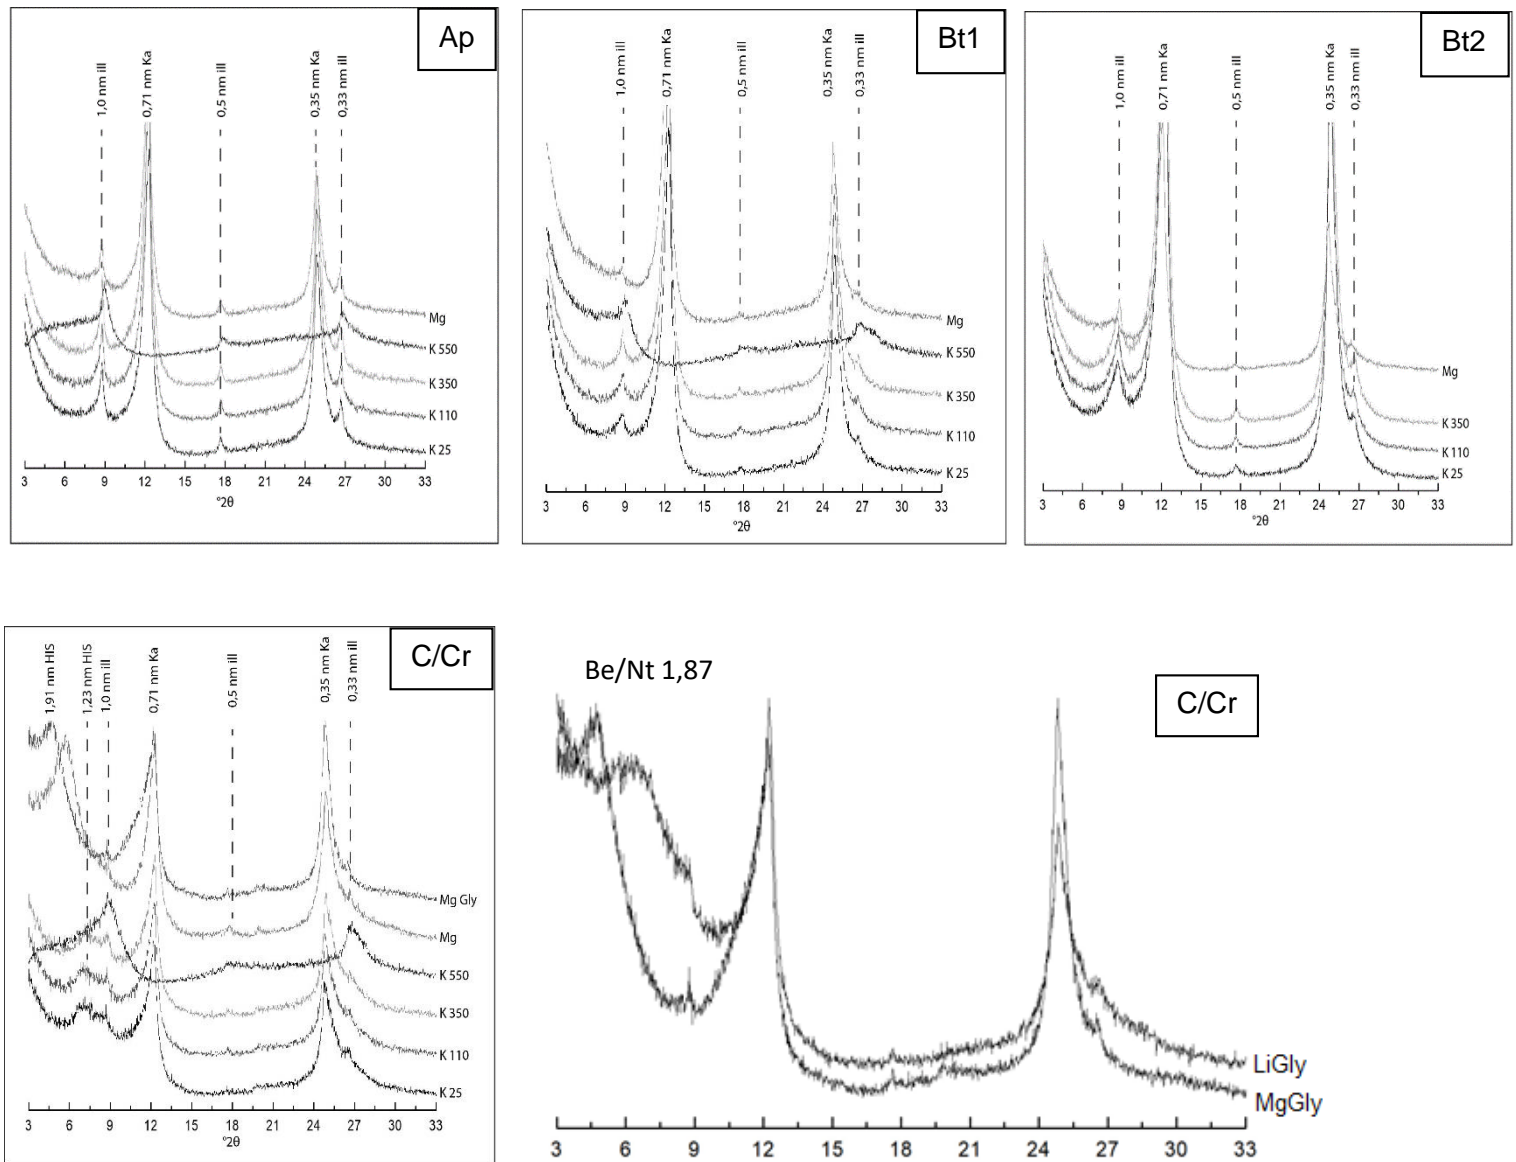 Ap
1,0 nm ill
0,71 nm Ka
0,5 nm ill
0,35 nm Ka
0,33 nm ill
Mg
K 550
K 350
K 110
K 25
3 6 9 12 15 18 21 24 27 30 33
°2θ
Bt1
1,0 nm ill
0,71 nm Ka
0,5 nm ill
0,35 nm Ka
0,33 nm ill
Mg
K 550
K 350
K 110
K 25
3 6 9 12 15 18 21 24 27 30 33
°2θ
Bt2
1,0 nm ill
0,71 nm Ka
0,5 nm ill
0,35 nm Ka
0,33 nm ill
Mg
K 350
K 110
K 25
3 6 9 12 15 18 21 24 27 30 33
°2θ
C/Cr
1,91 nm HIS
1,23 nm HIS
1,0 nm ill
0,71 nm Ka
0,5 nm ill
0,35 nm Ka
0,33 nm ill
Mg Gly
Mg
K 550
K 350
K 110
K 25
3 6 9 12 15 18 21 24 27 30 33
°2θ
Be/Nt 1,87
C/Cr
LiGly
MgGly
3 6 9 12 15 18 21 24 27 30 33